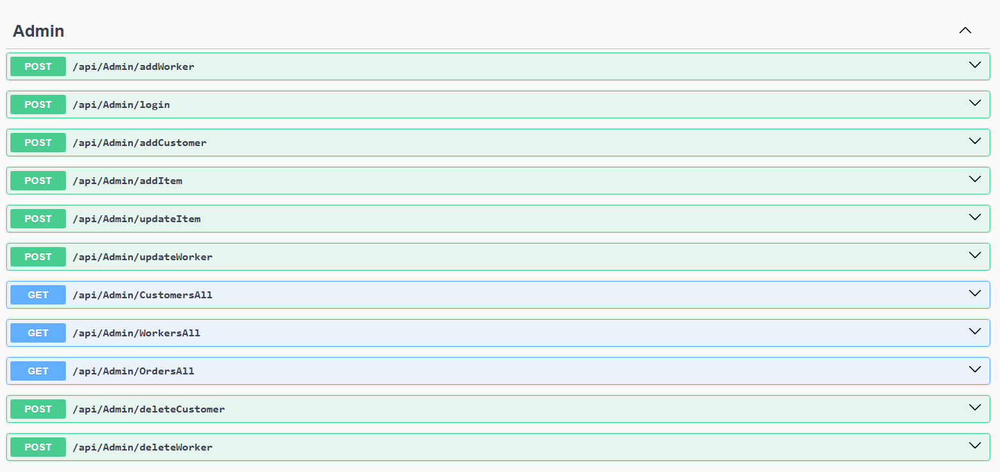 Admin
POST /api/Admin/addWorker
POST /api/Admin/login
POST /api/Admin/addCustomer
POST /api/Admin/addItem
POST /api/Admin/updateItem
POST /api/Admin/updateWorker
GET /api/Admin/CustomersAll
GET /api/Admin/WorkersAll
GET /api/Admin/OrdersAll
POST /api/Admin/deleteCustomer
POST /api/Admin/deleteWorker